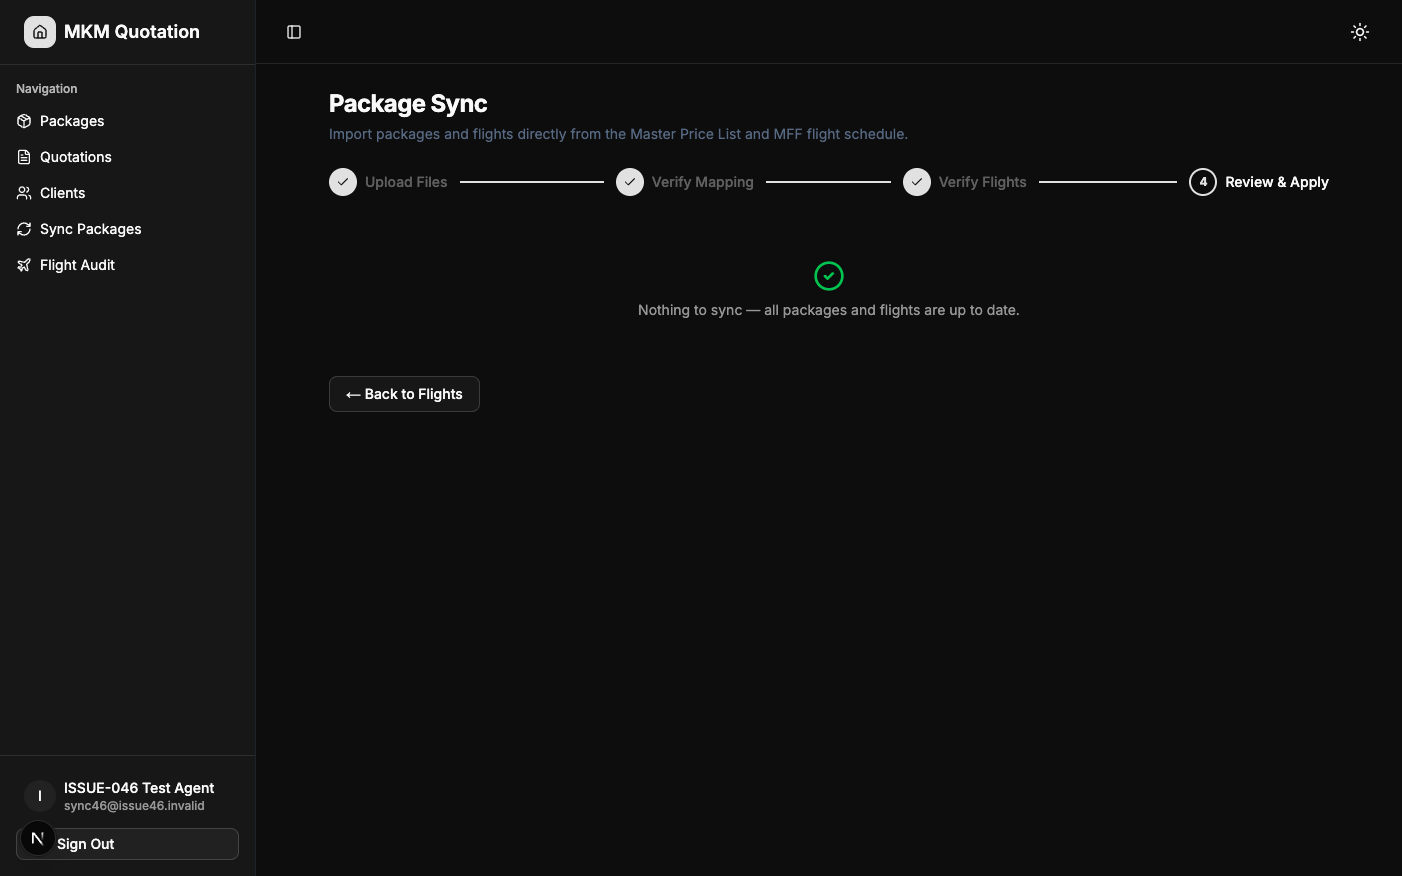 MKM Quotation
Navigation
Packages
Quotations
Clients
Sync Packages
Flight Audit
Package Sync
Import packages and flights directly from the Master Price List and MFF flight schedule.
Upload Files
Verify Mapping
Verify Flights
4 Review & Apply
Nothing to sync — all packages and flights are up to date.
← Back to Flights
I
ISSUE-046 Test Agent
sync46@issue46.invalid
N
Sign Out